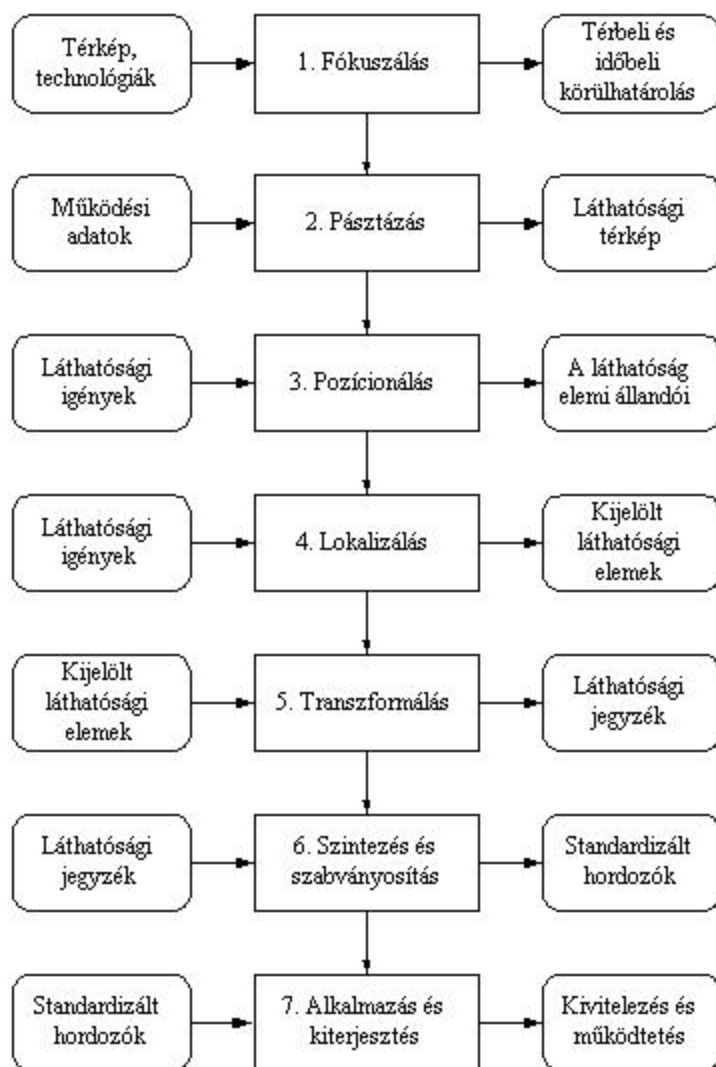 Térkép,
technológiák
1. Fókuszálás
Térbeli és
időbeli
körülhatárolás
Működési
adatok
2. Pásztázás
Láthatósági
térkép
Láthatósági
igények
3. Pozícionálás
A láthatóság
elemi állandói
Láthatósági
igények
4. Lokalizálás
Kijelölt
láthatósági
elemek
Kijelölt
láthatósági
elemek
5. Transzformálás
Láthatósági
jegyzék
Láthatósági
jegyzék
6. Szintezés és
szabványosítás
Standardizált
hordozók
Standardizált
hordozók
7. Alkalmazás és
kiterjesztés
Kivitelezés és
működtetés